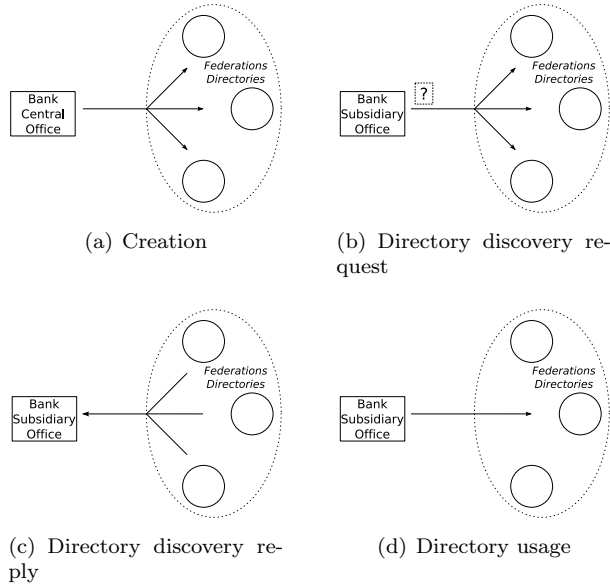 Federations
Directories
Bank
Central
Office
(a) Creation
Federations
Directories
?
Bank
Subsidiary
Office
(b) Directory discovery re-
quest
Federations
Directories
Bank
Subsidiary
Office
(c) Directory discovery re-
ply
Federations
Directories
Bank
Subsidiary
Office
(d) Directory usage